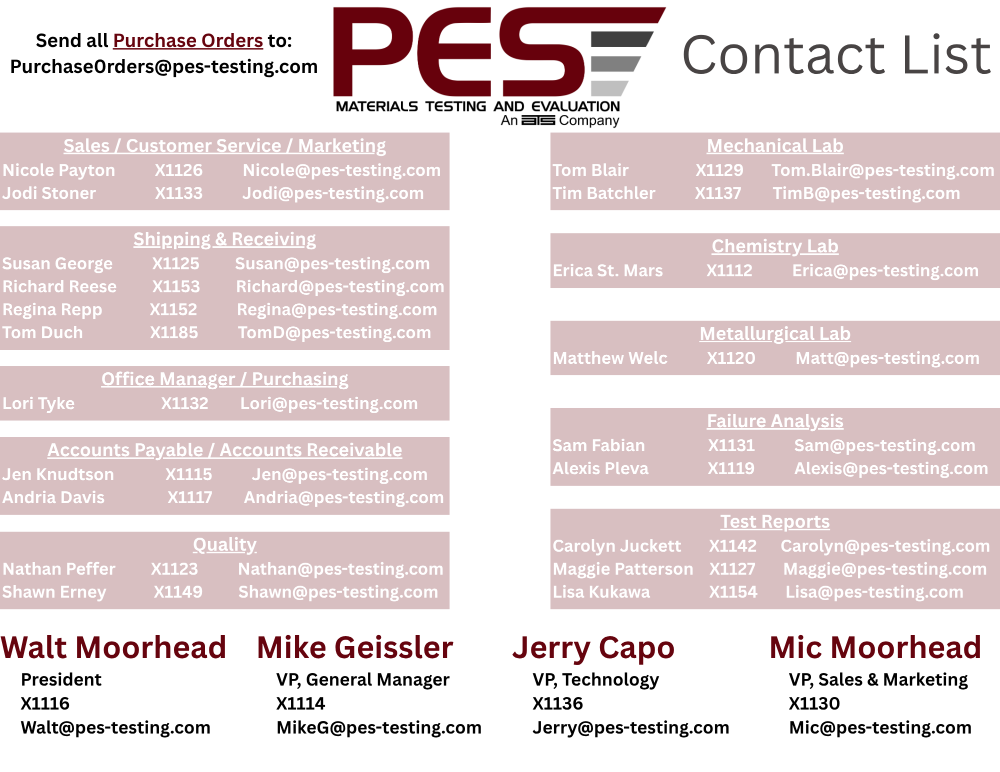 Send all Purchase Orders to:
Purchase0rders@pes-testing.com
PES
MATERIALS TESTING AND EVALUATION
An ATS Company
Contact List
Sales / Customer Service / Marketing
Nicole Payton X1126 Nicole@pes-testing.com
Jodi Stoner X1133 Jodi@pes-testing.com
Shipping & Receiving
Susan George X1125 Susan@pes-testing.com
Richard Reese X1153 Richard@pes-testing.com
Regina Repp X1152 Regina@pes-testing.com
Tom Duch X1185 TomD@pes-testing.com
Office Manager / Purchasing
Lori Tyke X1132 Lori@pes-testing.com
Accounts Payable / Accounts Receivable
Jen Knudtson X1115 Jen@pes-testing.com
Andria Davis X1117 Andria@pes-testing.com
Quality
Nathan Peffer X1123 Nathan@pes-testing.com
Shawn Erney X1149 Shawn@pes-testing.com
Mechanical Lab
Tom Blair X1129 Tom.Blair@pes-testing.com
Tim Batchler X1137 TimB@pes-testing.com
Chemistry Lab
Erica St. Mars X1112 Erica@pes-testing.com
Metallurgical Lab
Matthew Welc X1120 Matt@pes-testing.com
Failure Analysis
Sam Fabian X1131 Sam@pes-testing.com
Alexis Pleva X1119 Alexis@pes-testing.com
Test Reports
Carolyn Juckett X1142 Carolyn@pes-testing.com
Maggie Patterson X1127 Maggie@pes-testing.com
Lisa Kukawa X1154 Lisa@pes-testing.com
Walt Moorhead
President
X1116
Walt@pes-testing.com
Mike Geissler
VP, General Manager
X1114
MikeG@pes-testing.com
Jerry Capo
VP, Technology
X1136
Jerry@pes-testing.com
Mic Moorhead
VP, Sales & Marketing
X1130
Mic@pes-testing.com